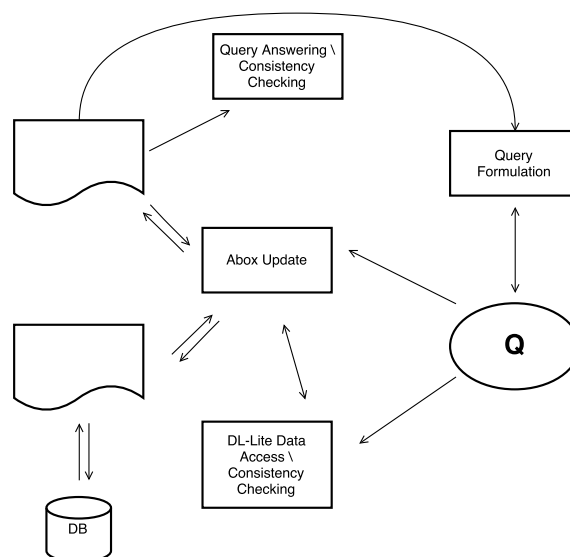 Query Answering \
Consistency
Checking
Query
Formulation
Abox Update
Q
DL-Lite Data
Access \
Consistency
Checking
DB